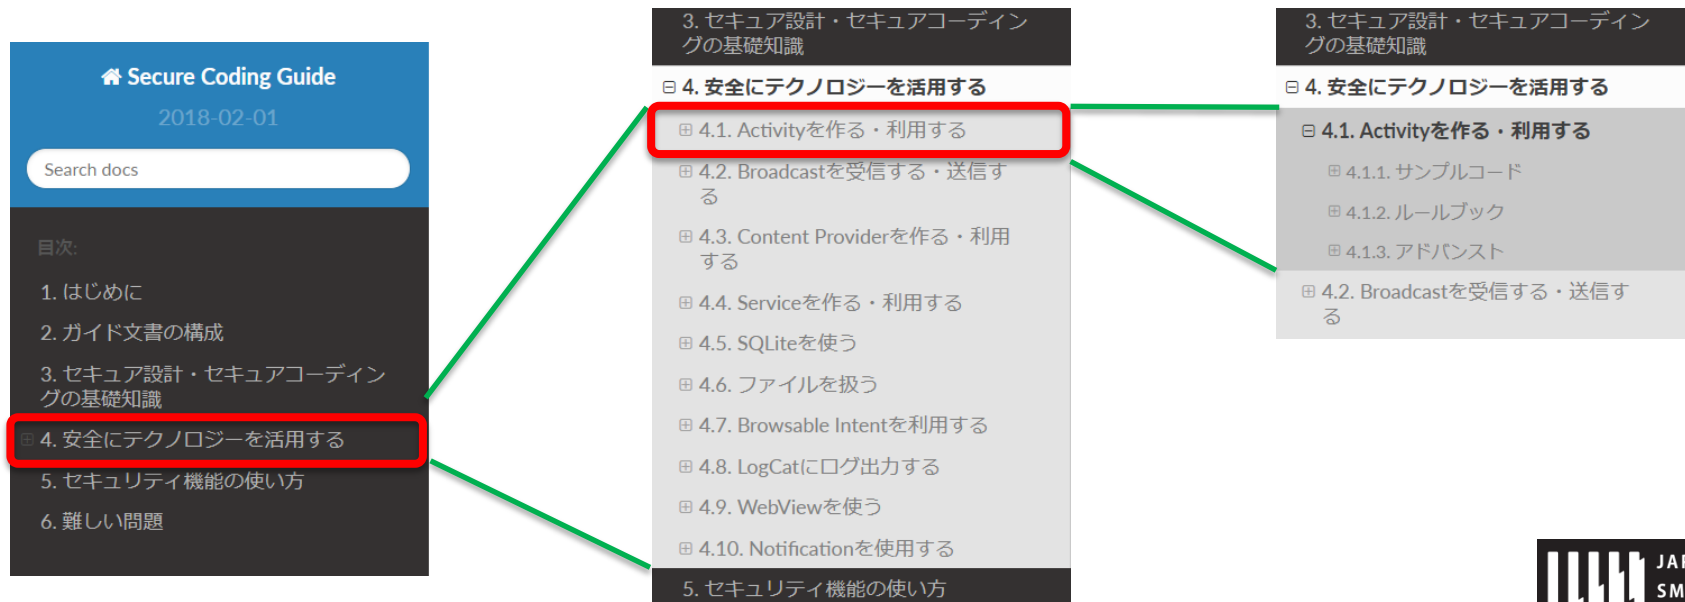 Secure Coding Guide
2018-02-01
Search docs
目次:
1. はじめに
2. ガイド文書の構成
3. セキュア設計・セキュアコーディン
グの基礎知識
4. 安全にテクノロジーを活用する
5. セキュリティ機能の使い方
6. 難しい問題
3. セキュア設計・セキュアコーディン
グの基礎知識
4. 安全にテクノロジーを活用する
4.1. Activityを作る・利用する
4.2. Broadcastを受信する・送信す
る
4.3. Content Providerを作る・利用
する
4.4. Serviceを作る・利用する
4.5. SQLiteを使う
4.6. ファイルを扱う
4.7. Browsable Intentを利用する
4.8. LogCatにログ出力する
4.9. WebViewを使う
4.10. Notificationを使用する
5. セキュリティ機能の使い方
3. セキュア設計・セキュアコーディン
グの基礎知識
4. 安全にテクノロジーを活用する
4.1. Activityを作る・利用する
4.1.1. サンプルコード
4.1.2. ルールブック
4.1.3. アドバンスト
4.2. Broadcastを受信する・送信す
る